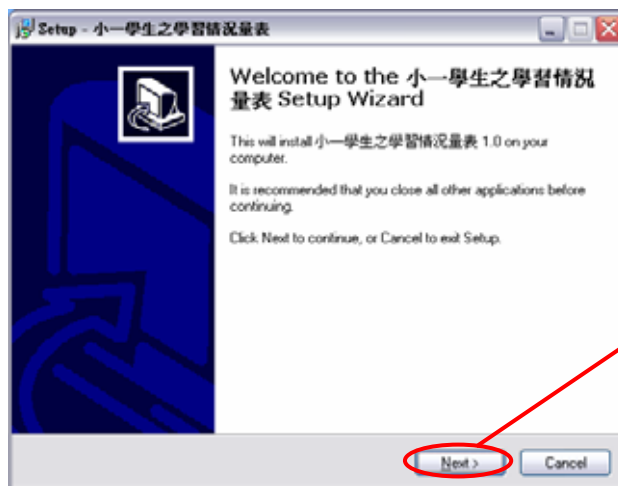 Setup - 小一學生之學習情況量表
Welcome to the 小一學生之學習情況
量表 Setup Wizard
This will install 小一學生之學習情況量表 1.0 on your
computer.
It is recommended that you close all other applications before
continuing.
Click Next to continue, or Cancel to exit Setup.
Next >
Cancel